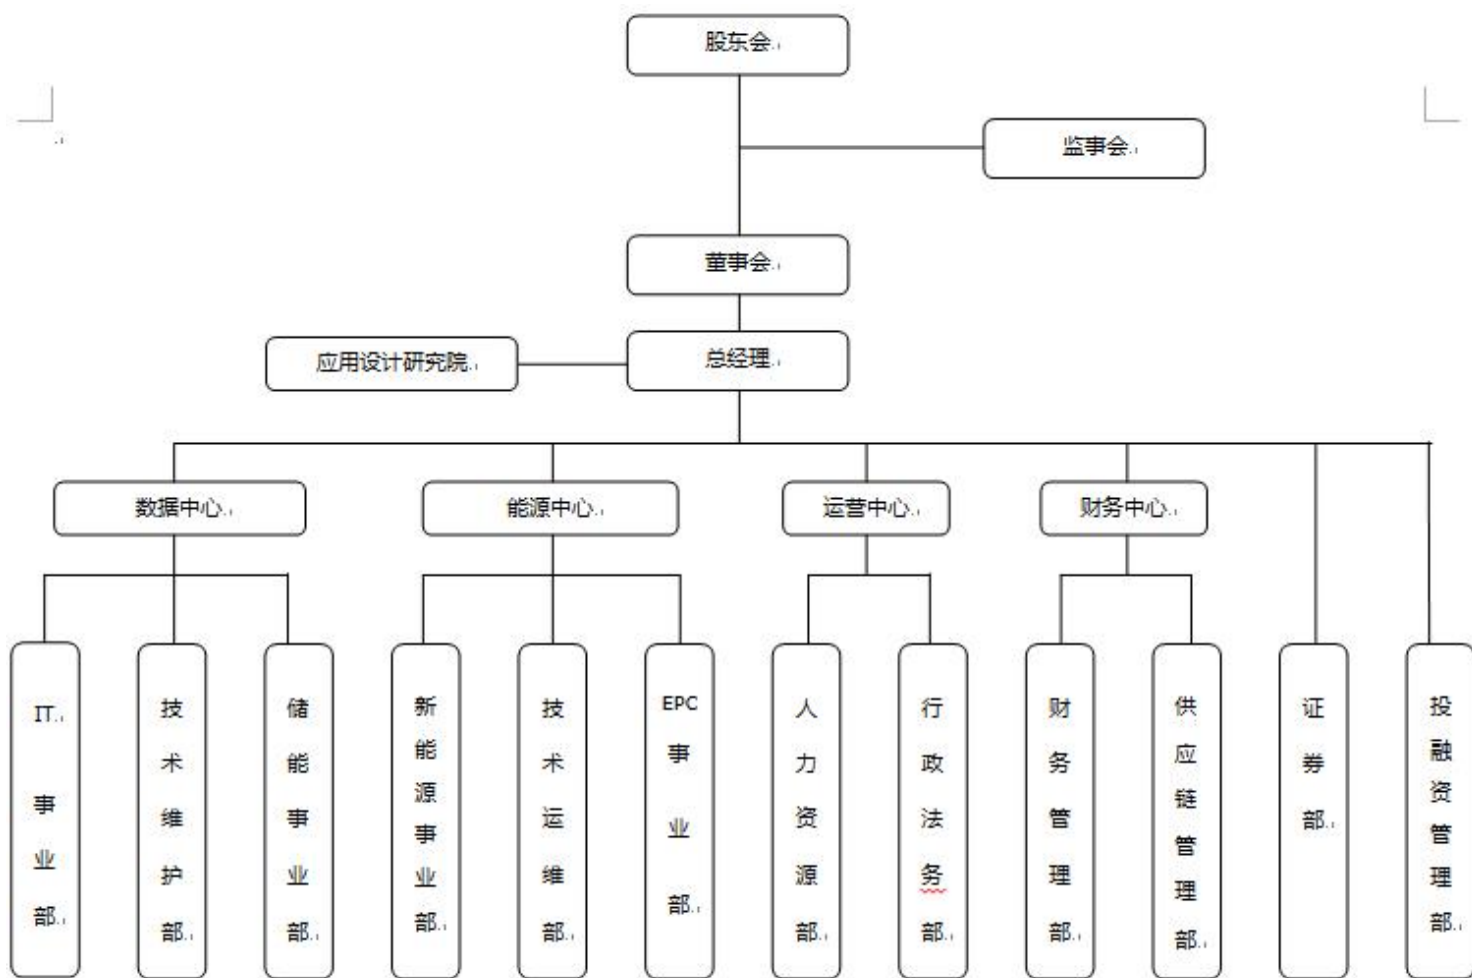 股东会
监事会
董事会
应用设计研究院
总经理
数据中心
能源中心
运营中心
财务中心
IT事业部
技术维护部
储能事业部
新能源事业部
技术运维部
EPC事业部
人力资源部
行政法务部
财务管理部
供应链管理部
证券部
投融资管理部